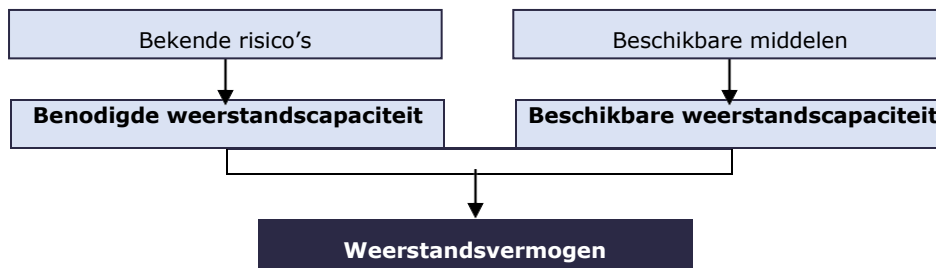 Bekende risico’s
Beschikbare middelen
Benodigde weerstandscapaciteit
Beschikbare weerstandscapaciteit
Weerstandsvermogen